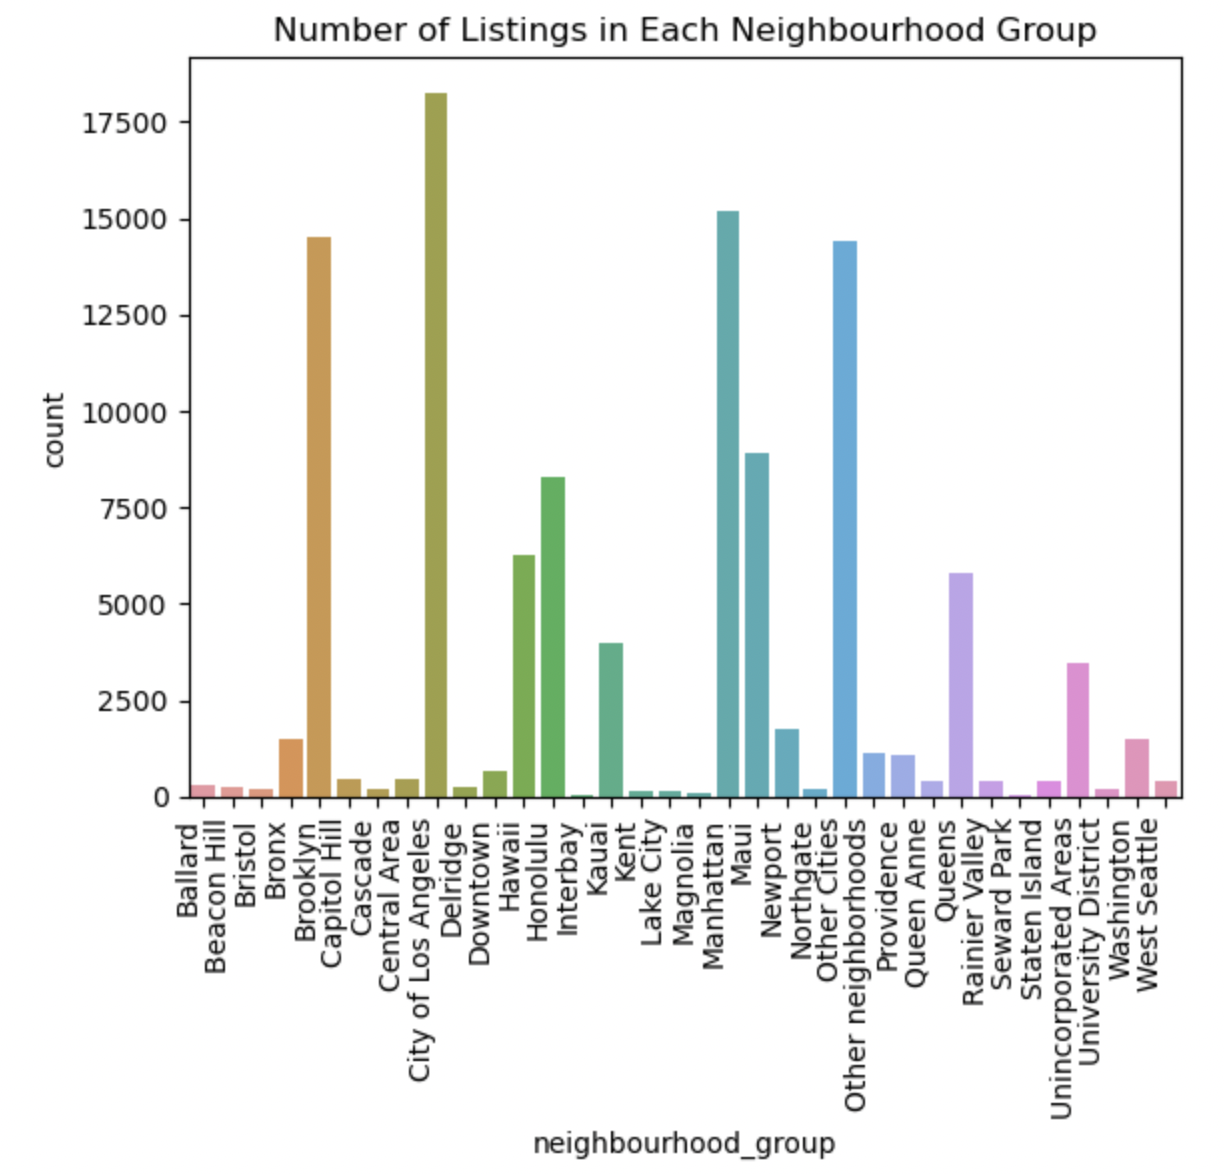 Number of Listings in Each Neighbourhood Group
17500
15000
12500
10000
7500
5000
2500
0
count
Ballard
Beacon Hill
Bristol
Bronx
Brooklyn
Capitol Hill
Cascade
Central Area
City of Los Angeles
Delridge
Downtown
Hawaii
Honolulu
Interbay
Kauai
Kent
Lake City
Magnolia
Manhattan
Maui
Newport
Northgate
Other Cities
Other neighborhoods
Providence
Queen Anne
Queens
Rainier Valley
Seward Park
Staten Island
Unincorporated Areas
University District
Washington
West Seattle
neighbourhood_group